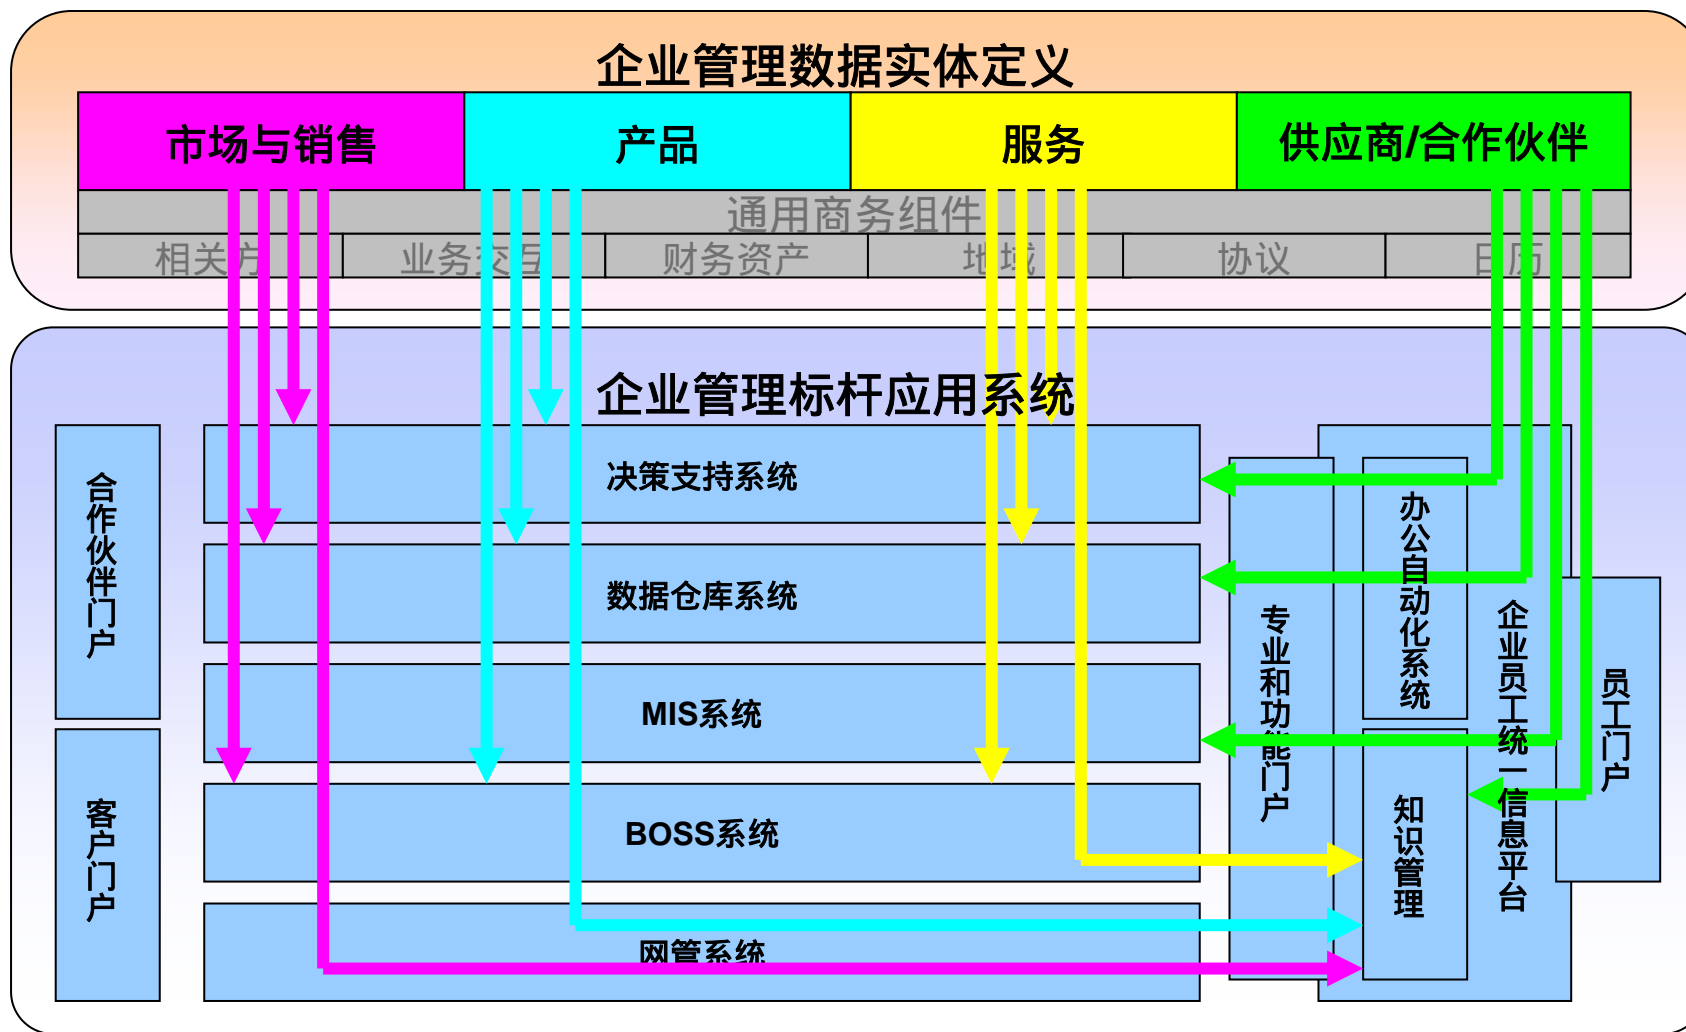 企业管理数据实体定义
市场与销售
产品
服务
供应商/合作伙伴
通用商务组件
相关方
业务交互
财务资产
地域
协议
日历
企业管理标杆应用系统
合作伙伴门户
客户门户
决策支持系统
数据仓库系统
MIS系统
BOSS系统
网管系统
专业和功能门户
办公自动化系统
知识管理
企业员工统一信息平台
员工门户